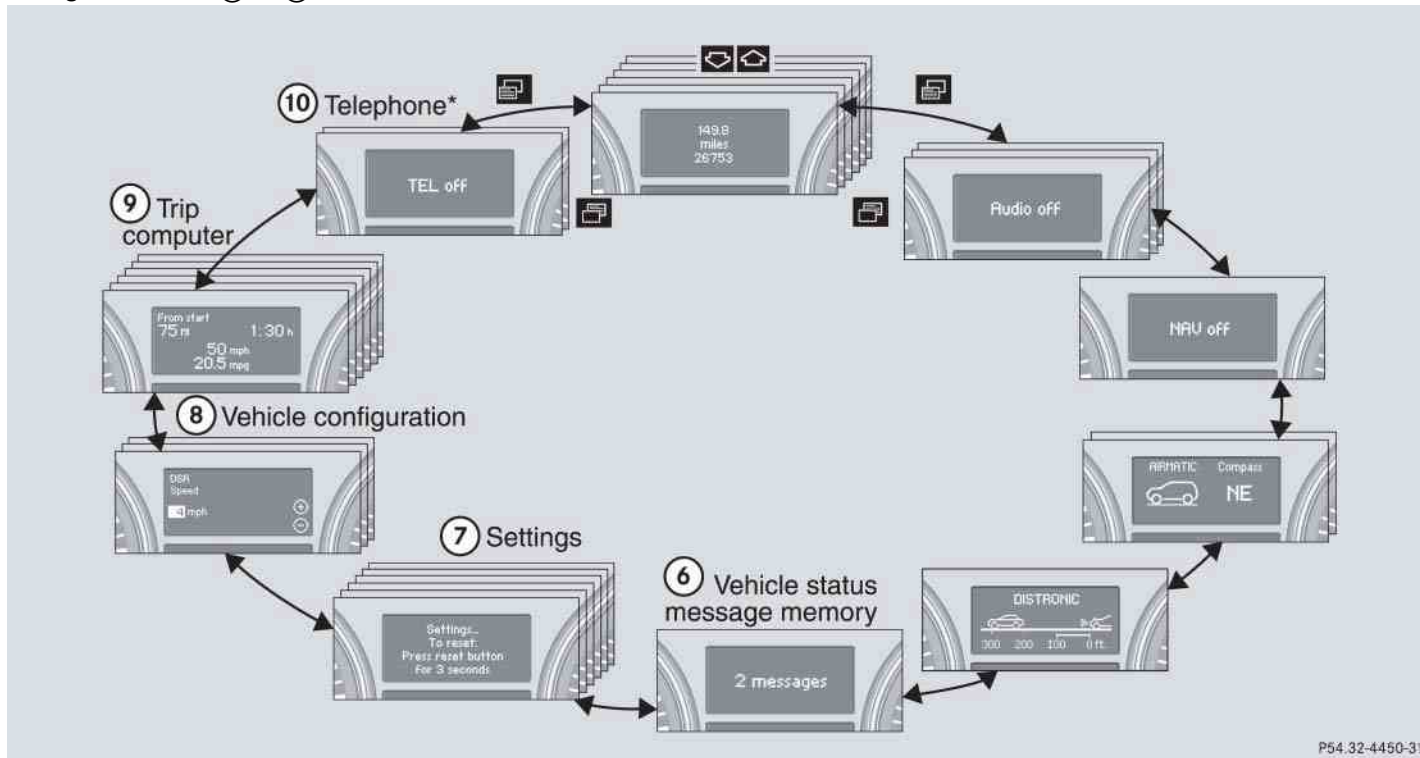 10 Telephone*
149.8
miles
26753
TEL off
Audio off
9 Trip
computer
From start
75 m 1:30 h
50 mph
20.5 mpg
NAV off
8 Vehicle configuration
DSR
Speed
4 mph
AIRMATIC Compass
NE
7 Settings
Settings...
To reset:
Press reset button
for 3 seconds
6 Vehicle status
message memory
2 messages
DISTRONIC
300 200 100 0 ft.
P54.32-4450-31